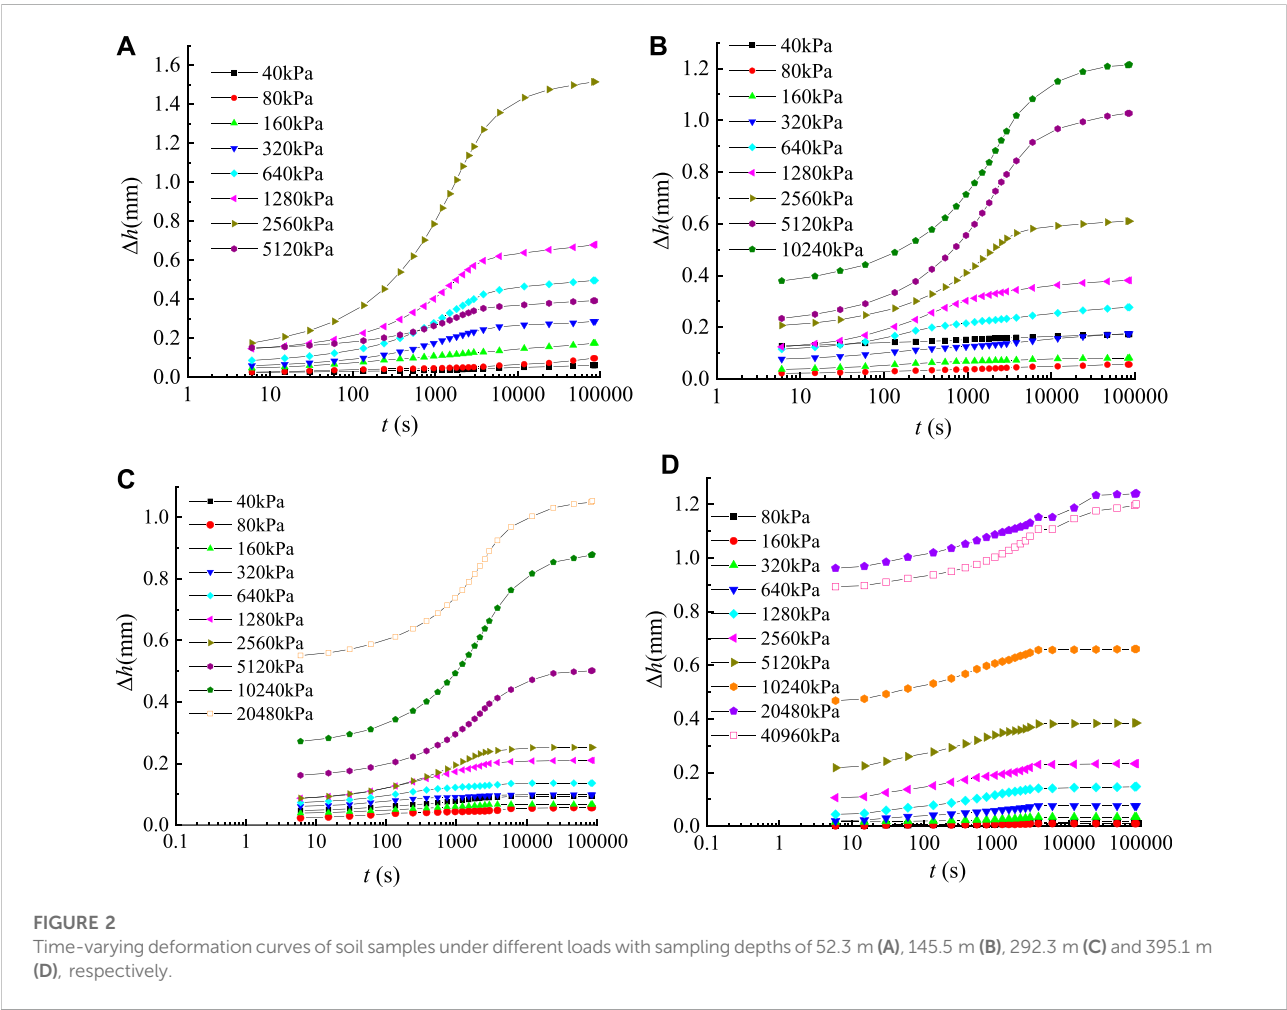 A
1.6
1.4
1.2
1.0
0.8
0.6
0.4
0.2
0.0
Δh(mm)
40kPa
80kPa
160kPa
320kPa
640kPa
1280kPa
2560kPa
5120kPa
1 10 100 1000 10000 100000
t (s)
B
1.2
1.0
0.8
0.6
0.4
0.2
0.0
Δh(mm)
40kPa
80kPa
160kPa
320kPa
640kPa
1280kPa
2560kPa
5120kPa
10240kPa
1 10 100 1000 10000 100000
t (s)
C
1.0
0.8
0.6
0.4
0.2
0.0
Δh(mm)
40kPa
80kPa
160kPa
320kPa
640kPa
1280kPa
2560kPa
5120kPa
10240kPa
20480kPa
0.1 1 10 100 1000 10000 100000
t (s)
D
1.2
1.0
0.8
0.6
0.4
0.2
0.0
Δh(mm)
80kPa
160kPa
320kPa
640kPa
1280kPa
2560kPa
5120kPa
10240kPa
20480kPa
40960kPa
0.1 1 10 100 1000 10000 100000
t (s)
FIGURE 2
Time-varying deformation curves of soil samples under different loads with sampling depths of 52.3 m (A), 145.5 m (B), 292.3 m (C) and 395.1 m
(D), respectively.